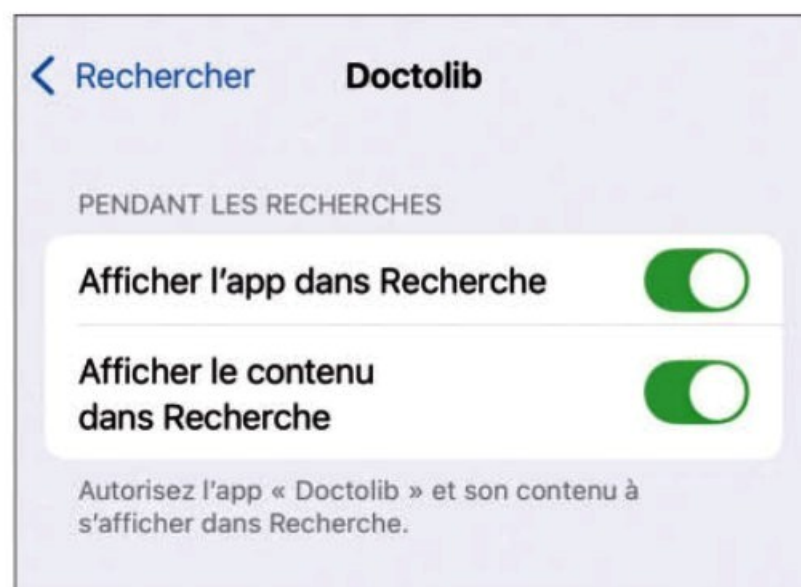 Rechercher Doctolib
PENDANT LES RECHERCHES
Afficher l'app dans Recherche
Afficher le contenu
dans Recherche
Autorisez l'app « Doctolib » et son contenu à
s'afficher dans Recherche.